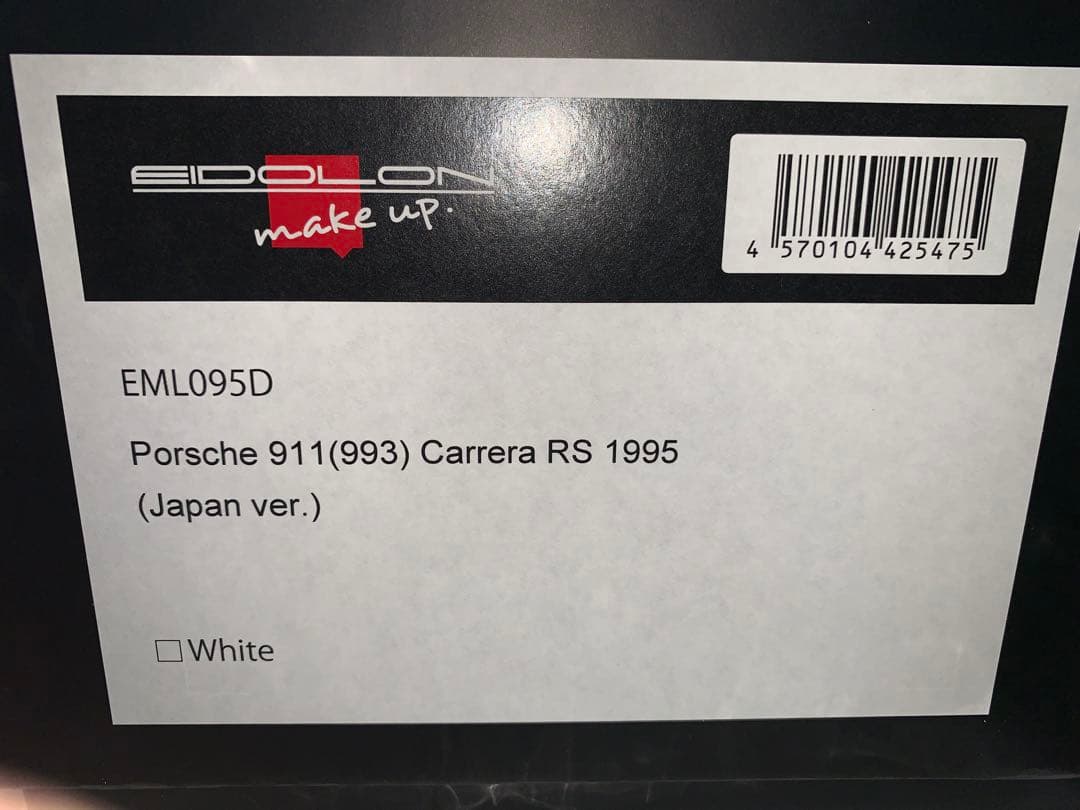 EIDOLON
make up.
4 570104 425475
EML095D
Porsche 911(993) Carrera RS 1995
(Japan ver.)
□White